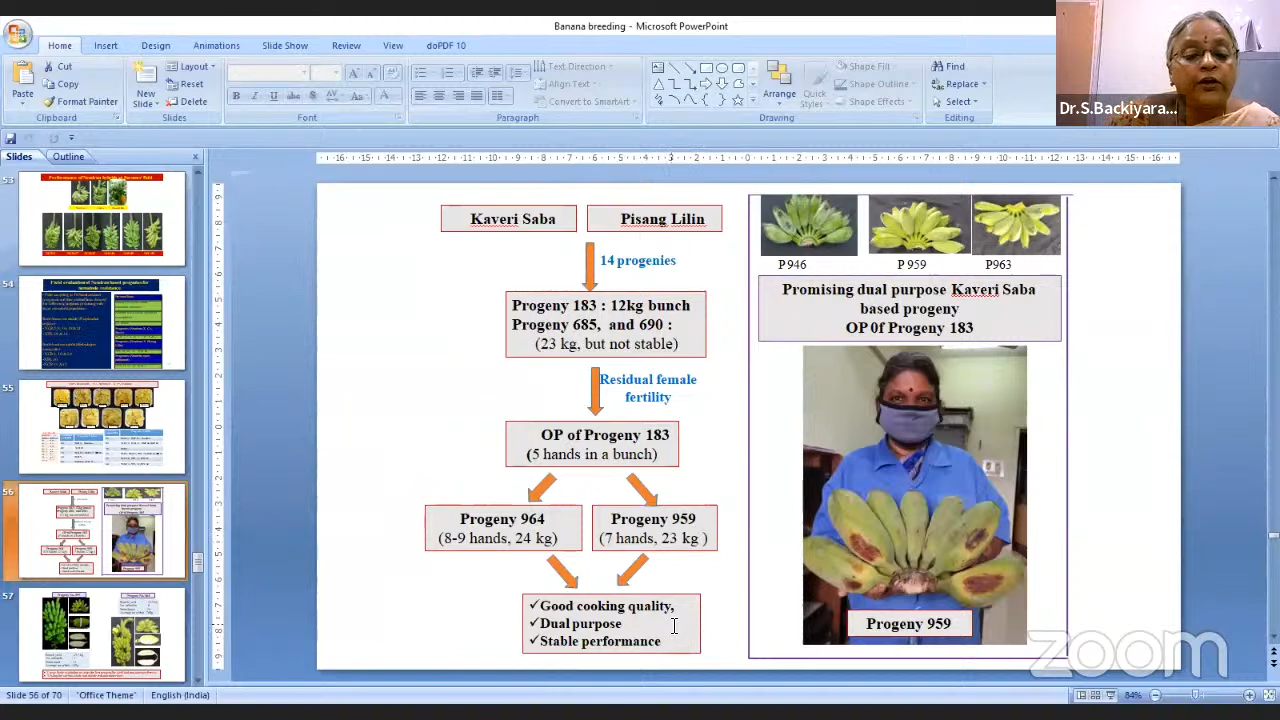 Banana breeding - Microsoft PowerPoint
Home Insert Design Animations Slide Show Review View doPDF 10
Paste
Cut
Copy
Format Painter
Clipboard
New Slide
Layout
Reset
Delete
Slides
Font
Text Direction
Align Text
Convert to SmartArt
Paragraph
Arrange
Quick Styles
Shape Fill
Shape Outline
Shape Effects
Drawing
Find
Replace
Select
Editing
Dr.S.Backiyara...
Slides Outline
53
54
55
56
57
Kaveri Saba
Pisang Lilin
14 progenies
Progeny 183 : 12kg bunch
Progeny 685, and 690 :
(23 kg, but not stable)
Residual female
fertility
OP of Progeny 183
(5 hands in a bunch)
Progeny 964
(8-9 hands, 24 kg)
Progeny 959
(7 hands, 23 kg )
✓Good cooking quality,
✓Dual purpose
✓Stable performance
P 946 P 959 P963
Promising dual purpose Kaveri Saba
based progeny
OP 0f Progeny 183
Progeny 959
zoom
Slide 56 of 70 "Office Theme" English (India) 84%